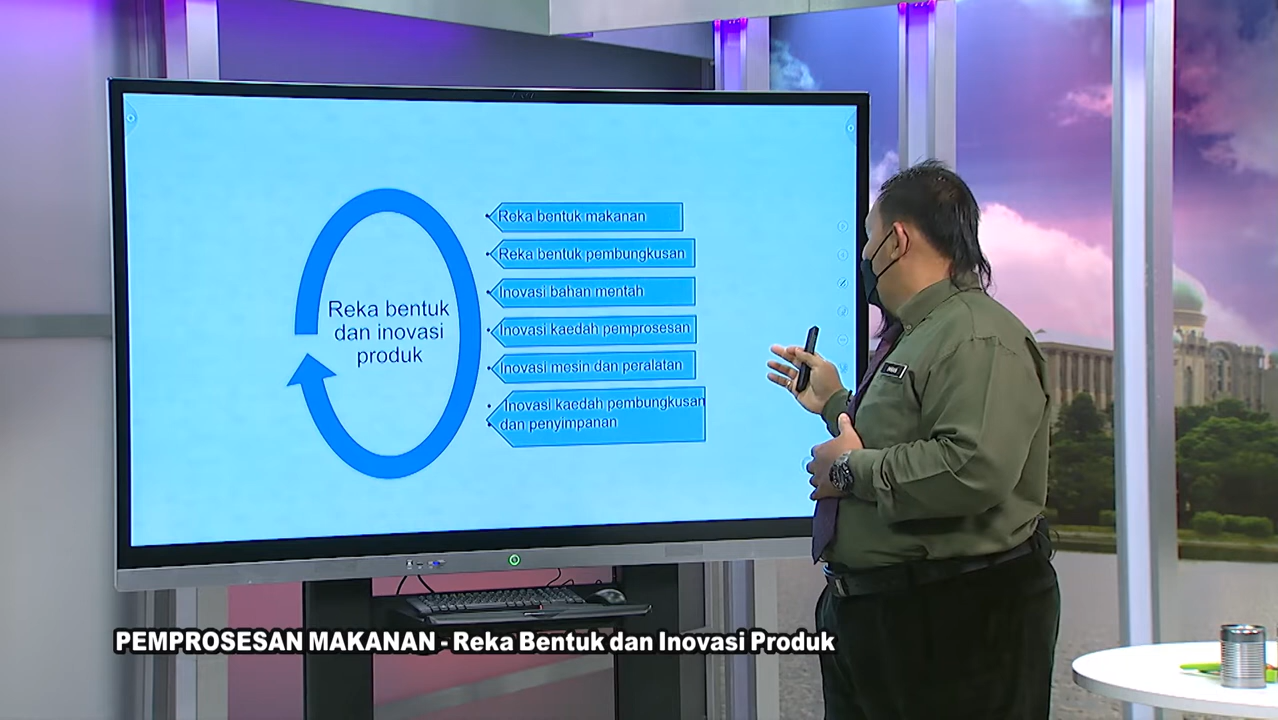 Reka bentuk
dan inovasi
produk
Reka bentuk makanan
Reka bentuk pembungkusan
Inovasi bahan mentah
Inovasi kaedah pemprosesan
Inovasi mesin dan peralatan
Inovasi kaedah pembungkusan
dan penyimpanan
PEMPROSESAN MAKANAN - Reka Bentuk dan Inovasi Produk